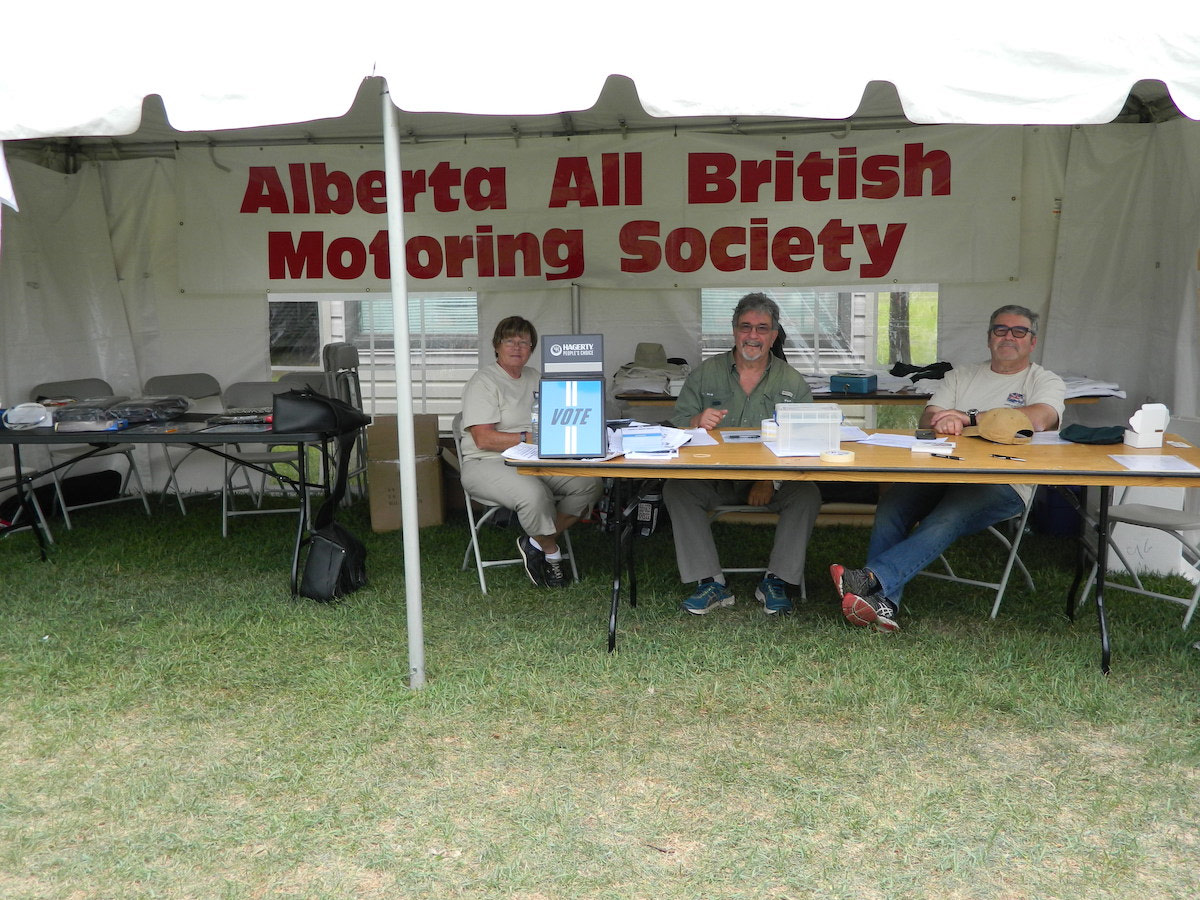 Alberta All British
Motoring Society
HAGERTY
PEOPLE'S CHOICE
VOTE